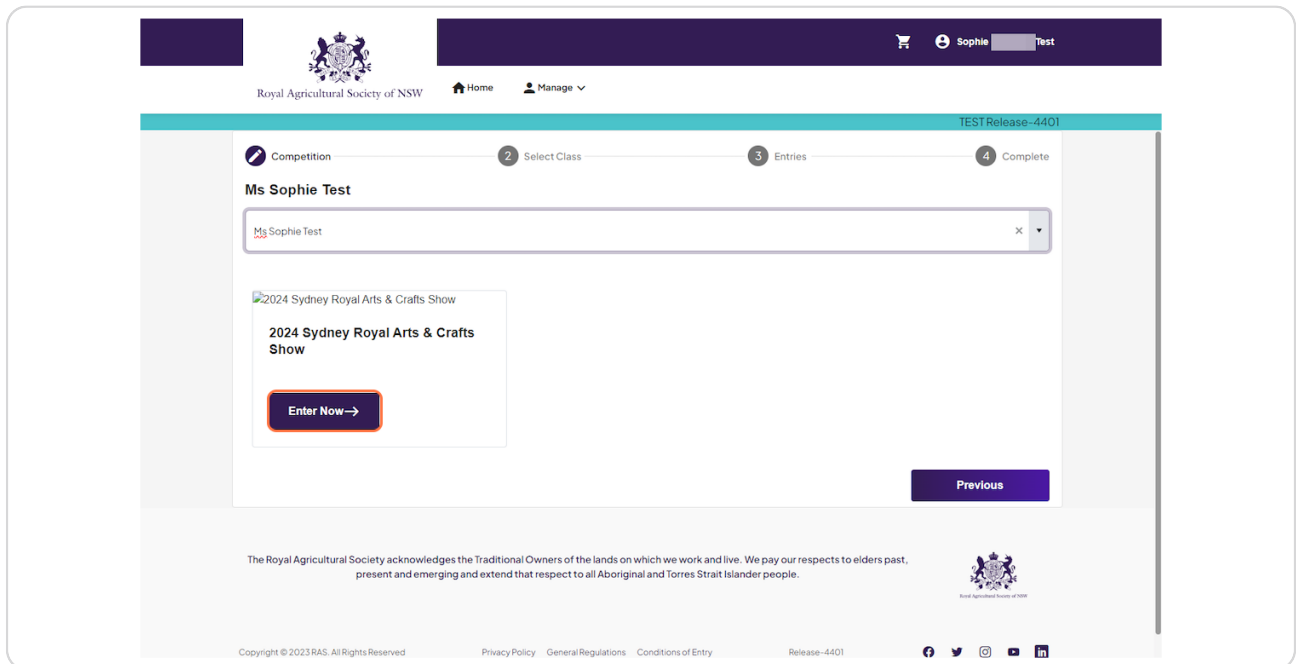 Sophie Test
Royal Agricultural Society of NSW
Home Manage
TEST Release-4401
Competition 2 Select Class 3 Entries 4 Complete
Ms Sophie Test
Ms Sophie Test
2024 Sydney Royal Arts & Crafts Show
2024 Sydney Royal Arts & Crafts
Show
Enter Now→
Previous
The Royal Agricultural Society acknowledges the Traditional Owners of the lands on which we work and live. We pay our respects to elders past,
present and emerging and extend that respect to all Aboriginal and Torres Strait Islander people.
Royal Agricultural Society of NSW
Copyright © 2023 RAS. All Rights Reserved Privacy Policy General Regulations Conditions of Entry Release-4401